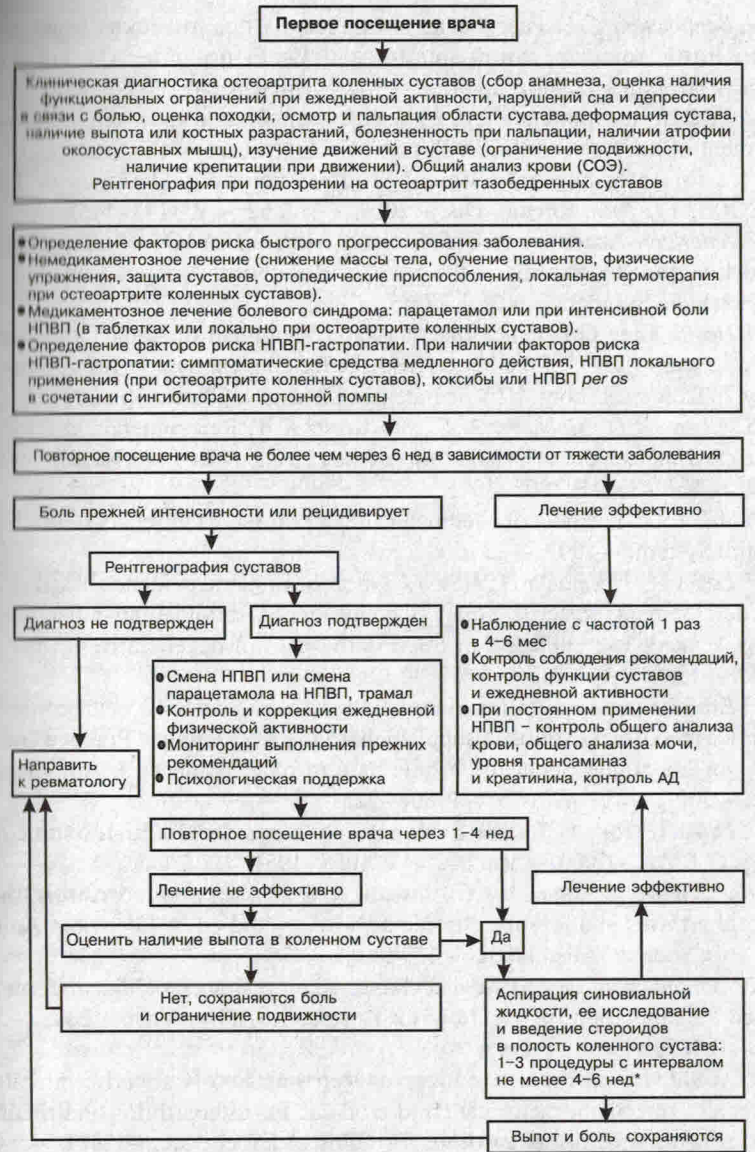 Первое посещение врача
Клиническая диагностика остеоартрита коленных суставов (сбор анамнеза, оценка наличия
функциональных ограничений при ежедневной активности, нарушений сна и депрессии
в связи с болью, оценка походки, осмотр и пальпация области сустава, деформация сустава,
наличие выпота или костных разрастаний, болезненность при пальпации, наличии атрофии
околосуставных мышц), изучение движений в суставе (ограничение подвижности,
наличие крепитации при движении). Общий анализ крови (СОЭ).
Рентгенография при подозрении на остеоартрит тазобедренных суставов
● Определение факторов риска быстрого прогрессирования заболевания.
● Немедикаментозное лечение (снижение массы тела, обучение пациентов, физические
упражнения, защита суставов, ортопедические приспособления, локальная термотерапия
при остеоартрите коленных суставов).
● Медикаментозное лечение болевого синдрома: парацетамол или при интенсивной боли
НПВП (в таблетках или локально при остеоартрите коленных суставов).
● Определение факторов риска НПВП-гастропатии. При наличии факторов риска
НПВП-гастропатии: симптоматические средства медленного действия, НПВП локального
применения (при остеоартрите коленных суставов), коксибы или НПВП per os
в сочетании с ингибиторами протонной помпы
Повторное посещение врача не более чем через 6 нед в зависимости от тяжести заболевания
Боль прежней интенсивности или рецидивирует
Лечение эффективно
Рентгенография суставов
Диагноз не подтвержден
Диагноз подтвержден
● Смена НПВП или смена
парацетамола на НПВП, трамал
● Контроль и коррекция ежедневной
физической активности
● Мониторинг выполнения прежних
рекомендаций
● Психологическая поддержка
● Наблюдение с частотой 1 раз
в 4–6 мес
● Контроль соблюдения рекомендаций,
контроль функции суставов
и ежедневной активности
● При постоянном применении
НПВП – контроль общего анализа
крови, общего анализа мочи,
уровня трансаминаз
и креатинина, контроль АД
Направить
к ревматологу
Повторное посещение врача через 1–4 нед
Лечение не эффективно
Лечение эффективно
Оценить наличие выпота в коленном суставе
Да
Нет, сохраняются боль
и ограничение подвижности
Аспирация синовиальной
жидкости, ее исследование
и введение стероидов
в полость коленного сустава:
1–3 процедуры с интервалом
не менее 4–6 нед*
Выпот и боль сохраняются